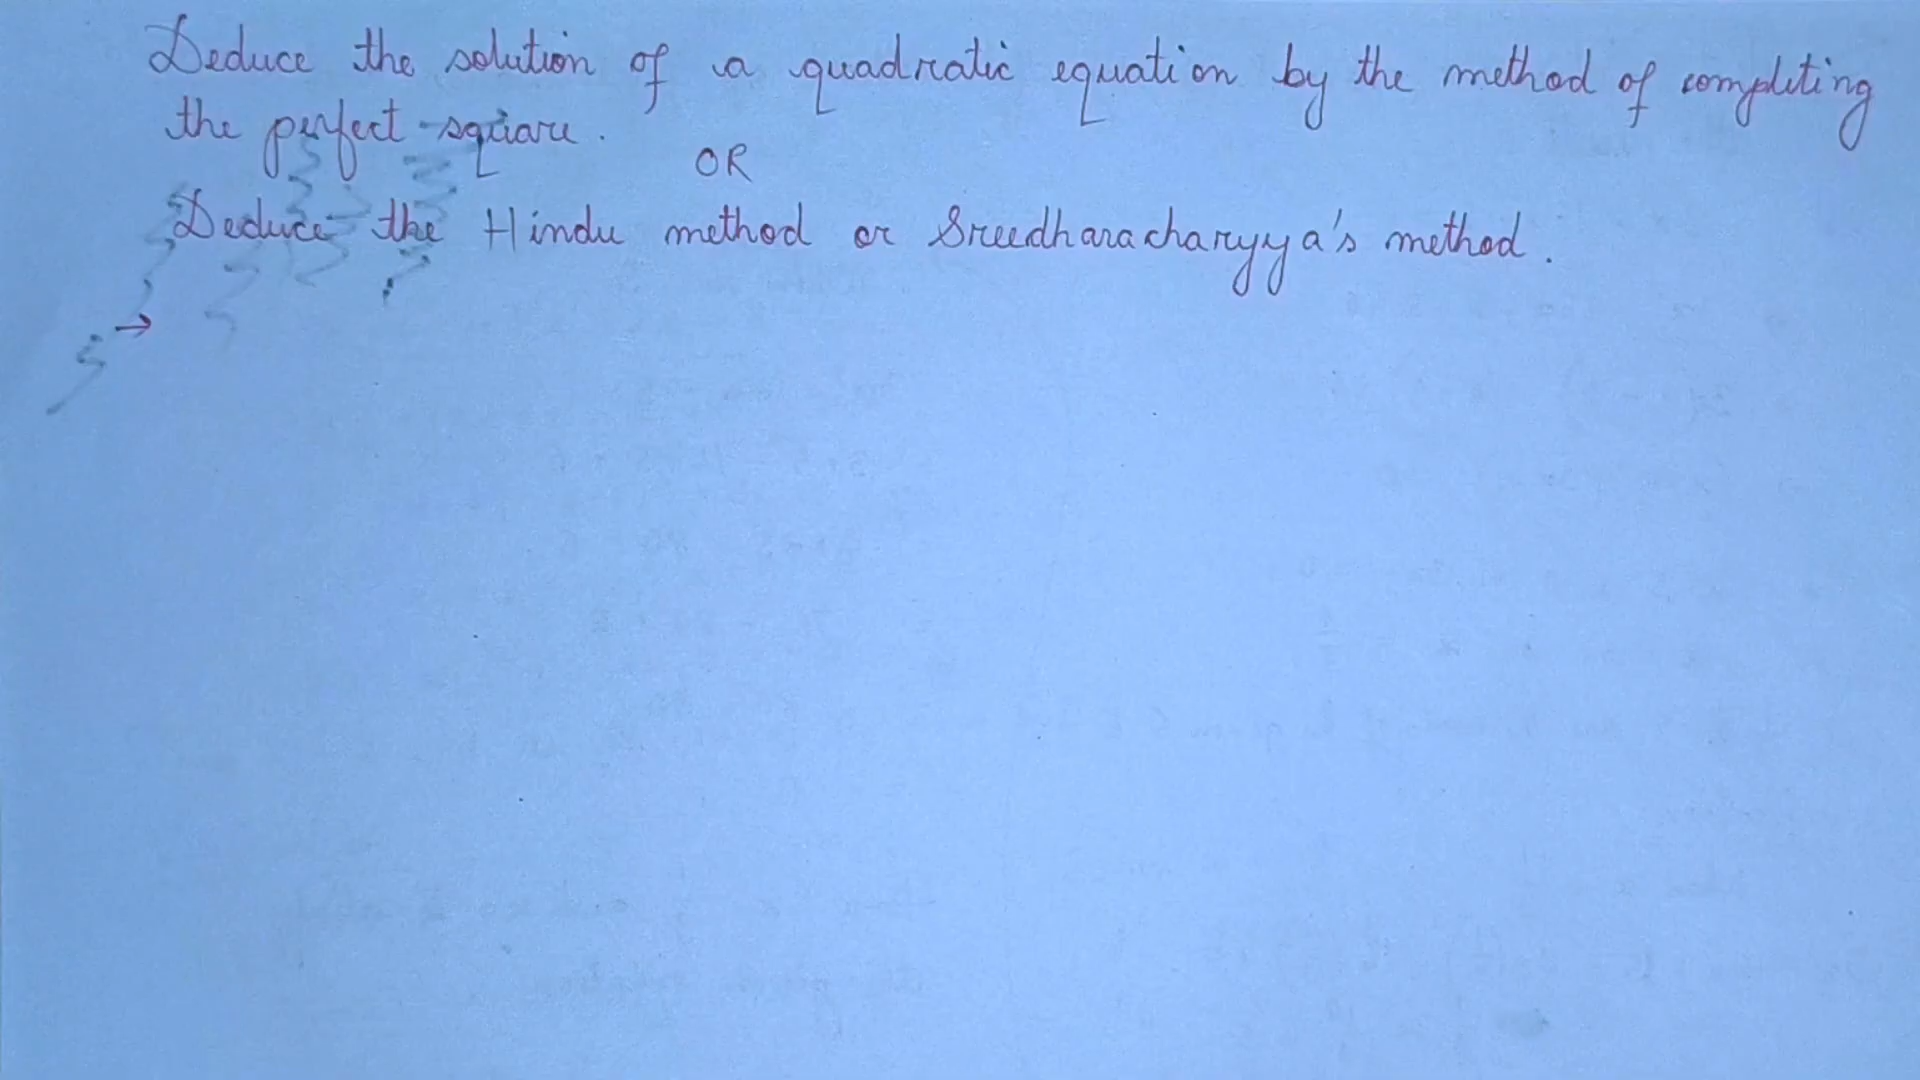 Deduce the solution of a quadratic equation by the method of completing
the perfect square.
OR
Deduce the Hindu method or Sreedharacharyya's method.
→